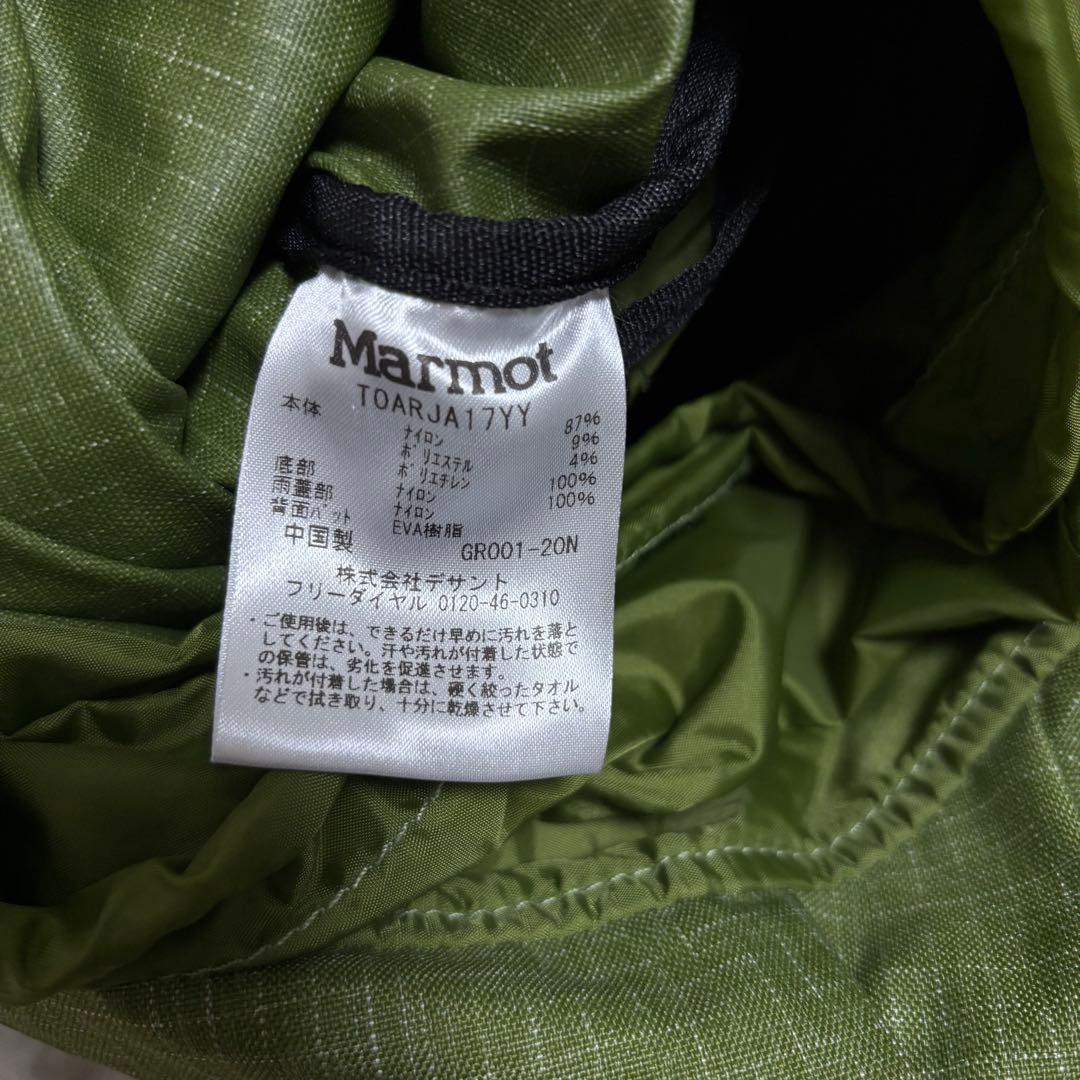 Marmot
TOARJA17YY
本体 ナイロン 87%
ポリエステル 9%
ポリエチレン 4%
底部 ナイロン 100%
雨蓋部 ナイロン 100%
背面パット EVA樹脂
中国製 GR001-20N
株式会社デサント
フリーダイヤル 0120-46-0310
・ご使用後は、できるだけ早めに汚れを落と
してください。汗や汚れが付着した状態で
の保管は、劣化を促進させます。
・汚れが付着した場合は、硬く絞ったタオル
などで拭き取り、十分に乾燥させて下さい。